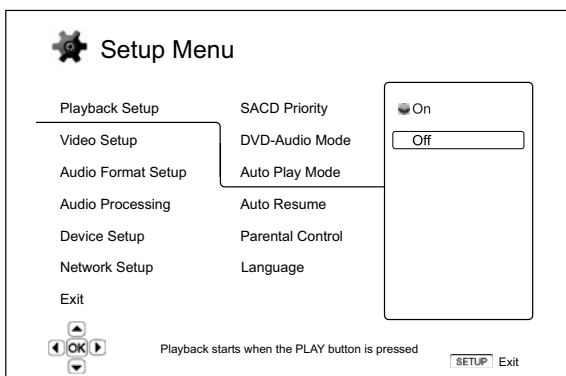 Setup Menu
Playback Setup
Video Setup
Audio Format Setup
Audio Processing
Device Setup
Network Setup
Exit
SACD Priority
DVD-Audio Mode
Auto Play Mode
Auto Resume
Parental Control
Language
On
Off
OK
Playback starts when the PLAY button is pressed
SETUP Exit